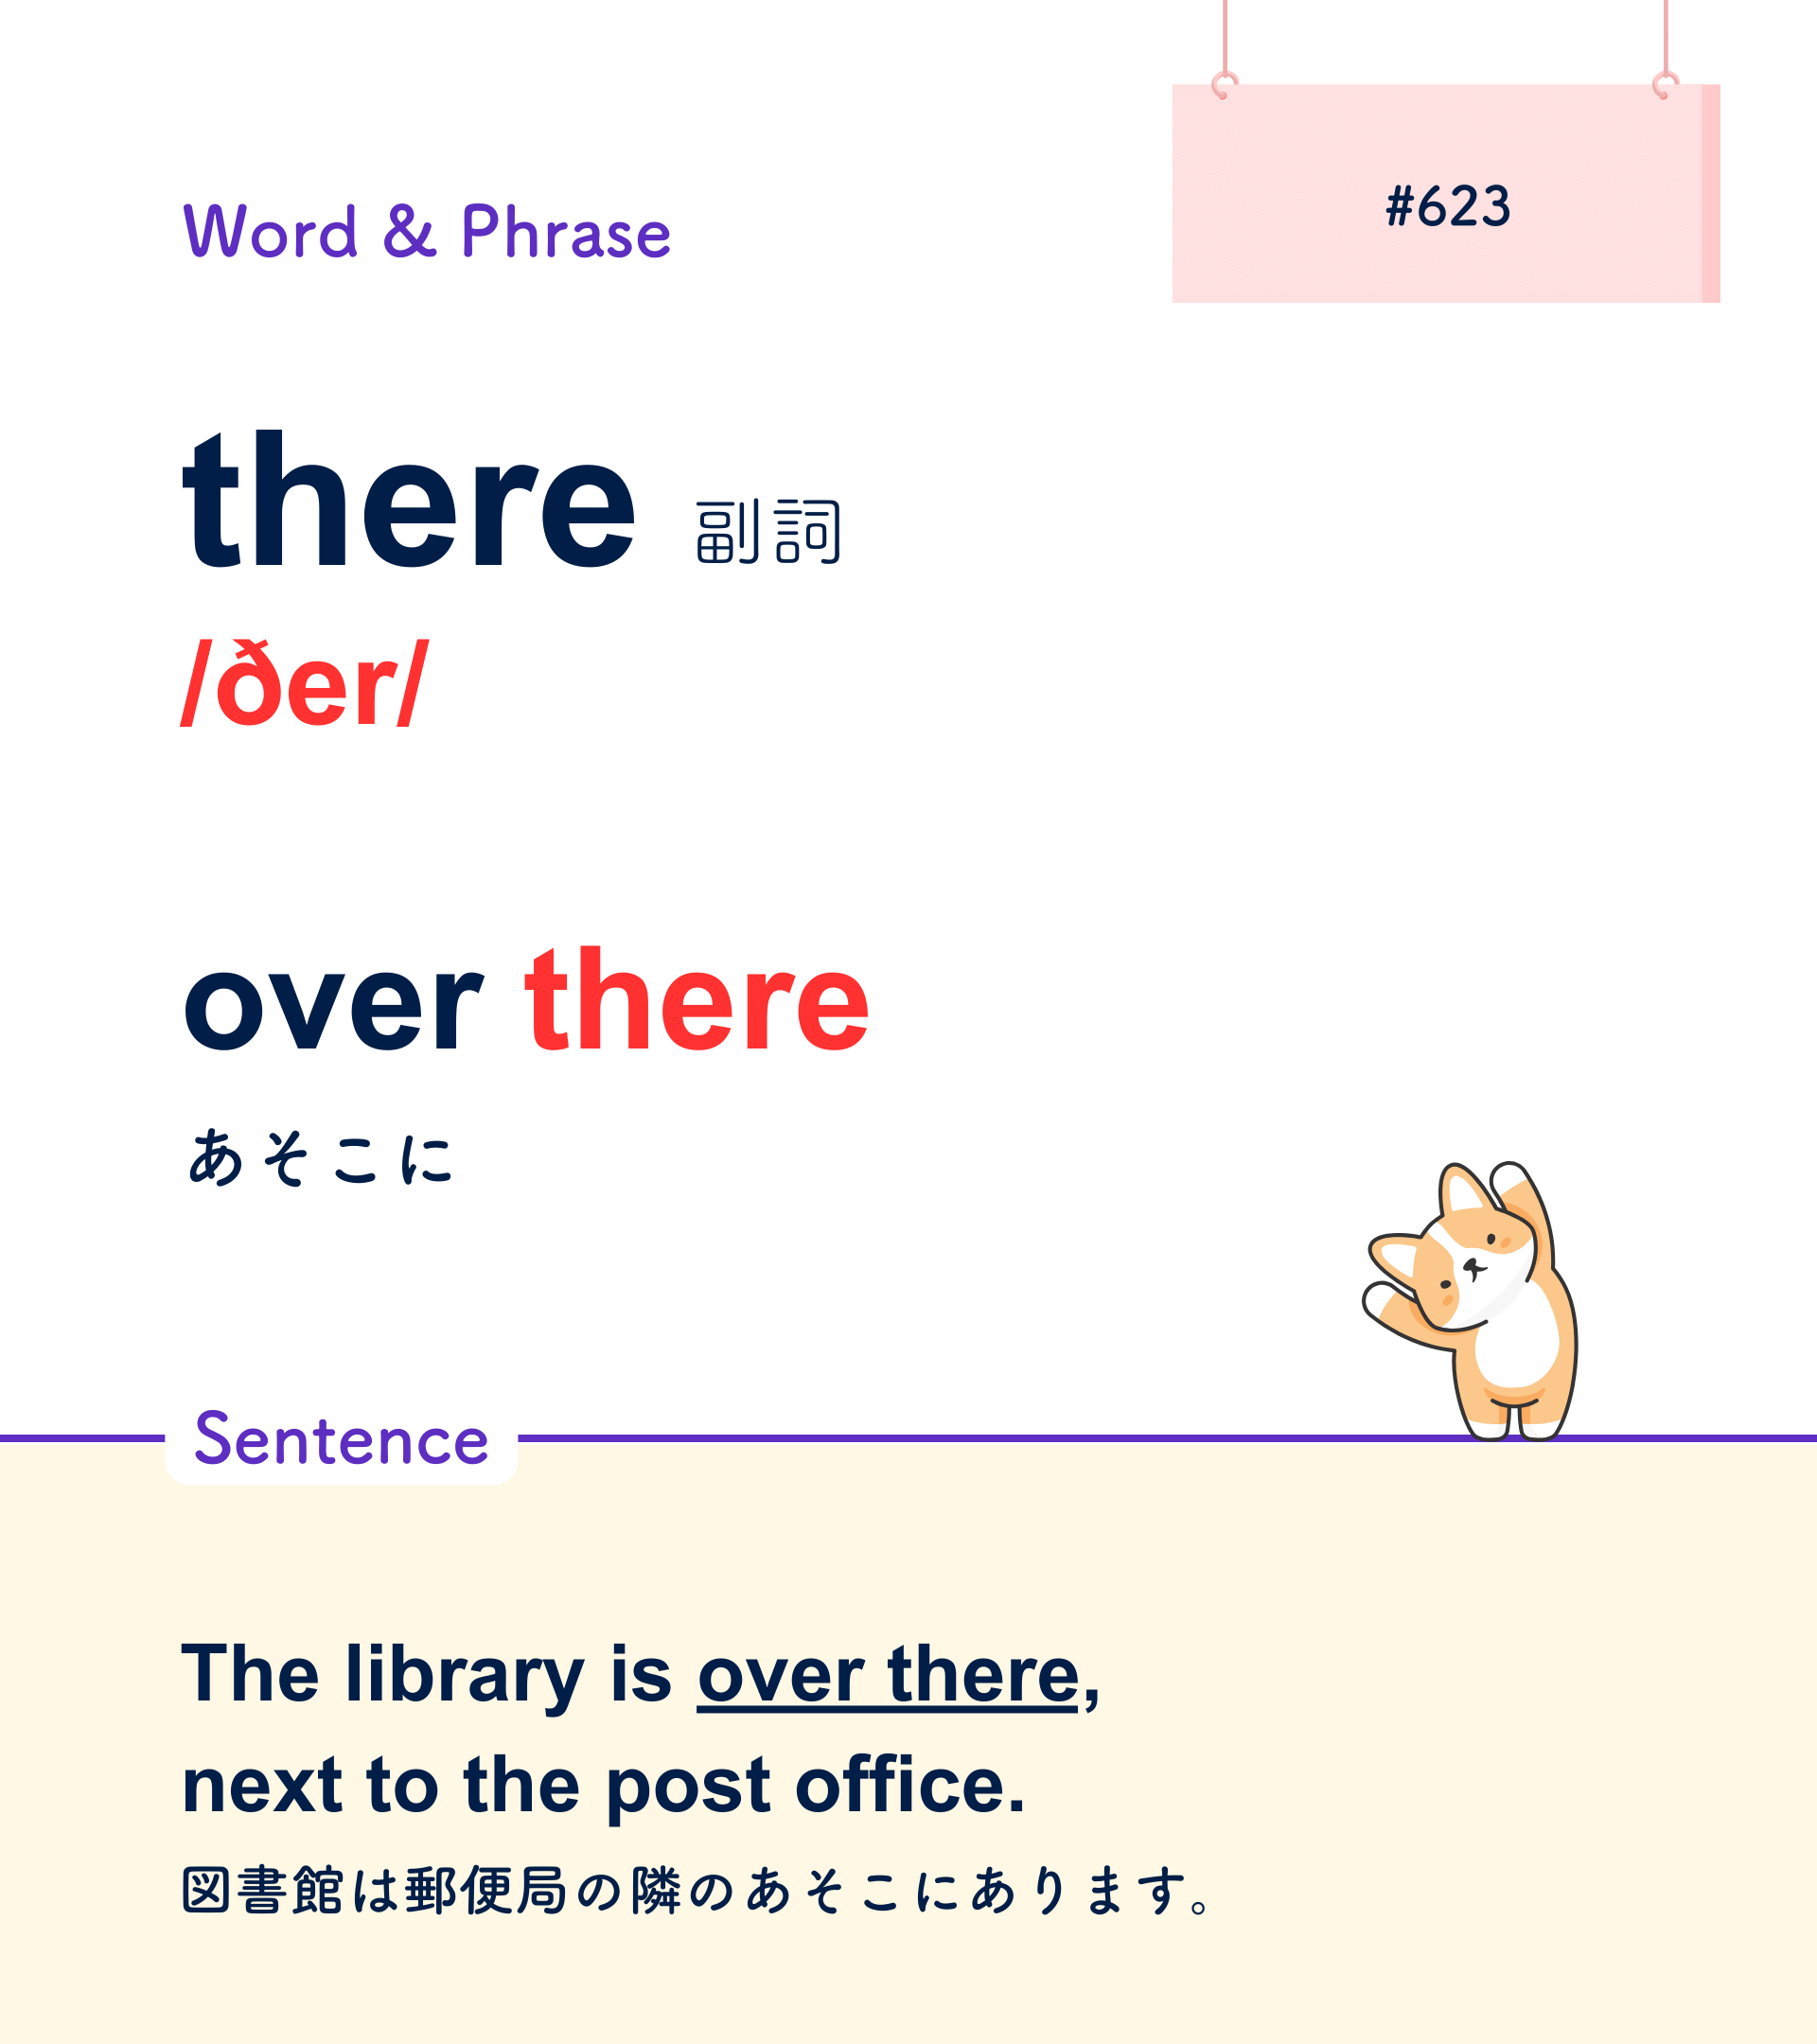 #623
Word & Phrase
there 副詞
/ðer/
over there
あそこに
Sentence
The library is over there,
next to the post office.
図書館は郵便局の隣のあそこにあります。